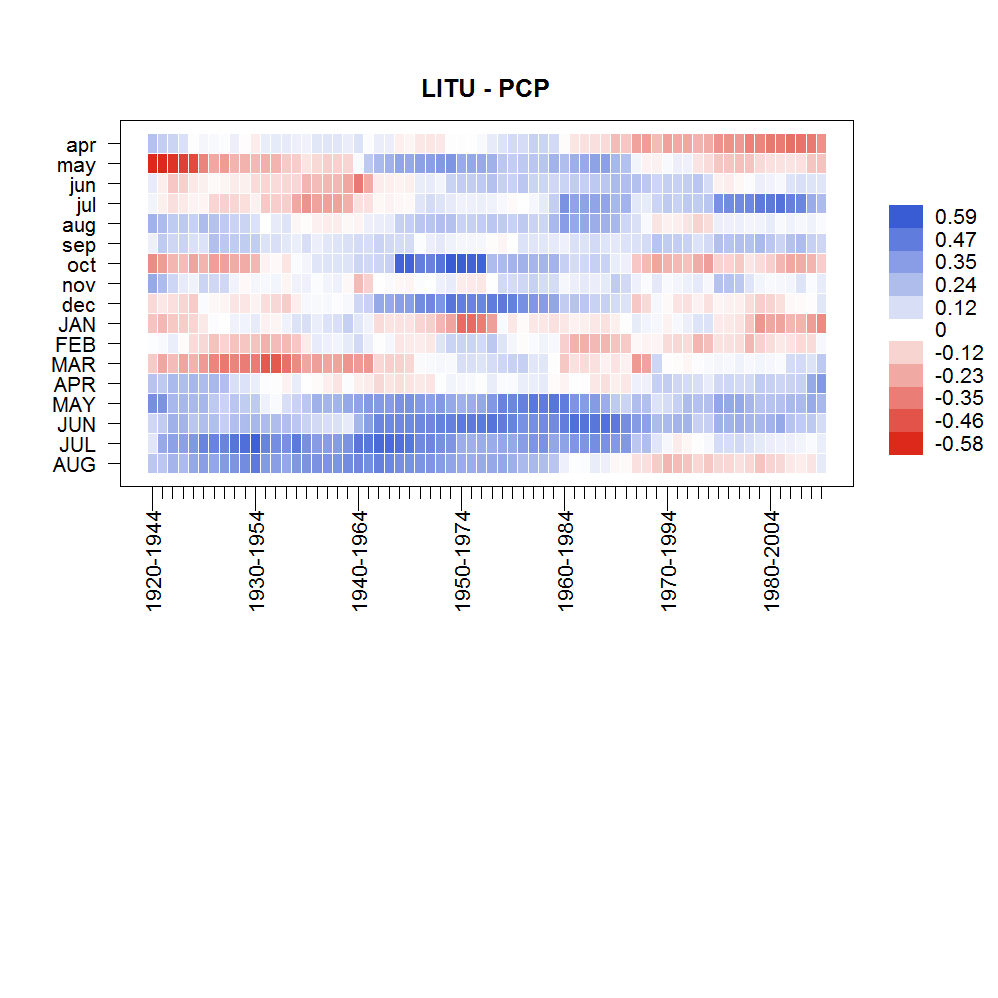 LITU - PCP
apr
may
jun
jul
aug
sep
oct
nov
dec
JAN
FEB
MAR
APR
MAY
JUN
JUL
AUG
1920-1944
1930-1954
1940-1964
1950-1974
1960-1984
1970-1994
1980-2004
0.59
0.47
0.35
0.24
0.12
0
-0.12
-0.23
-0.35
-0.46
-0.58